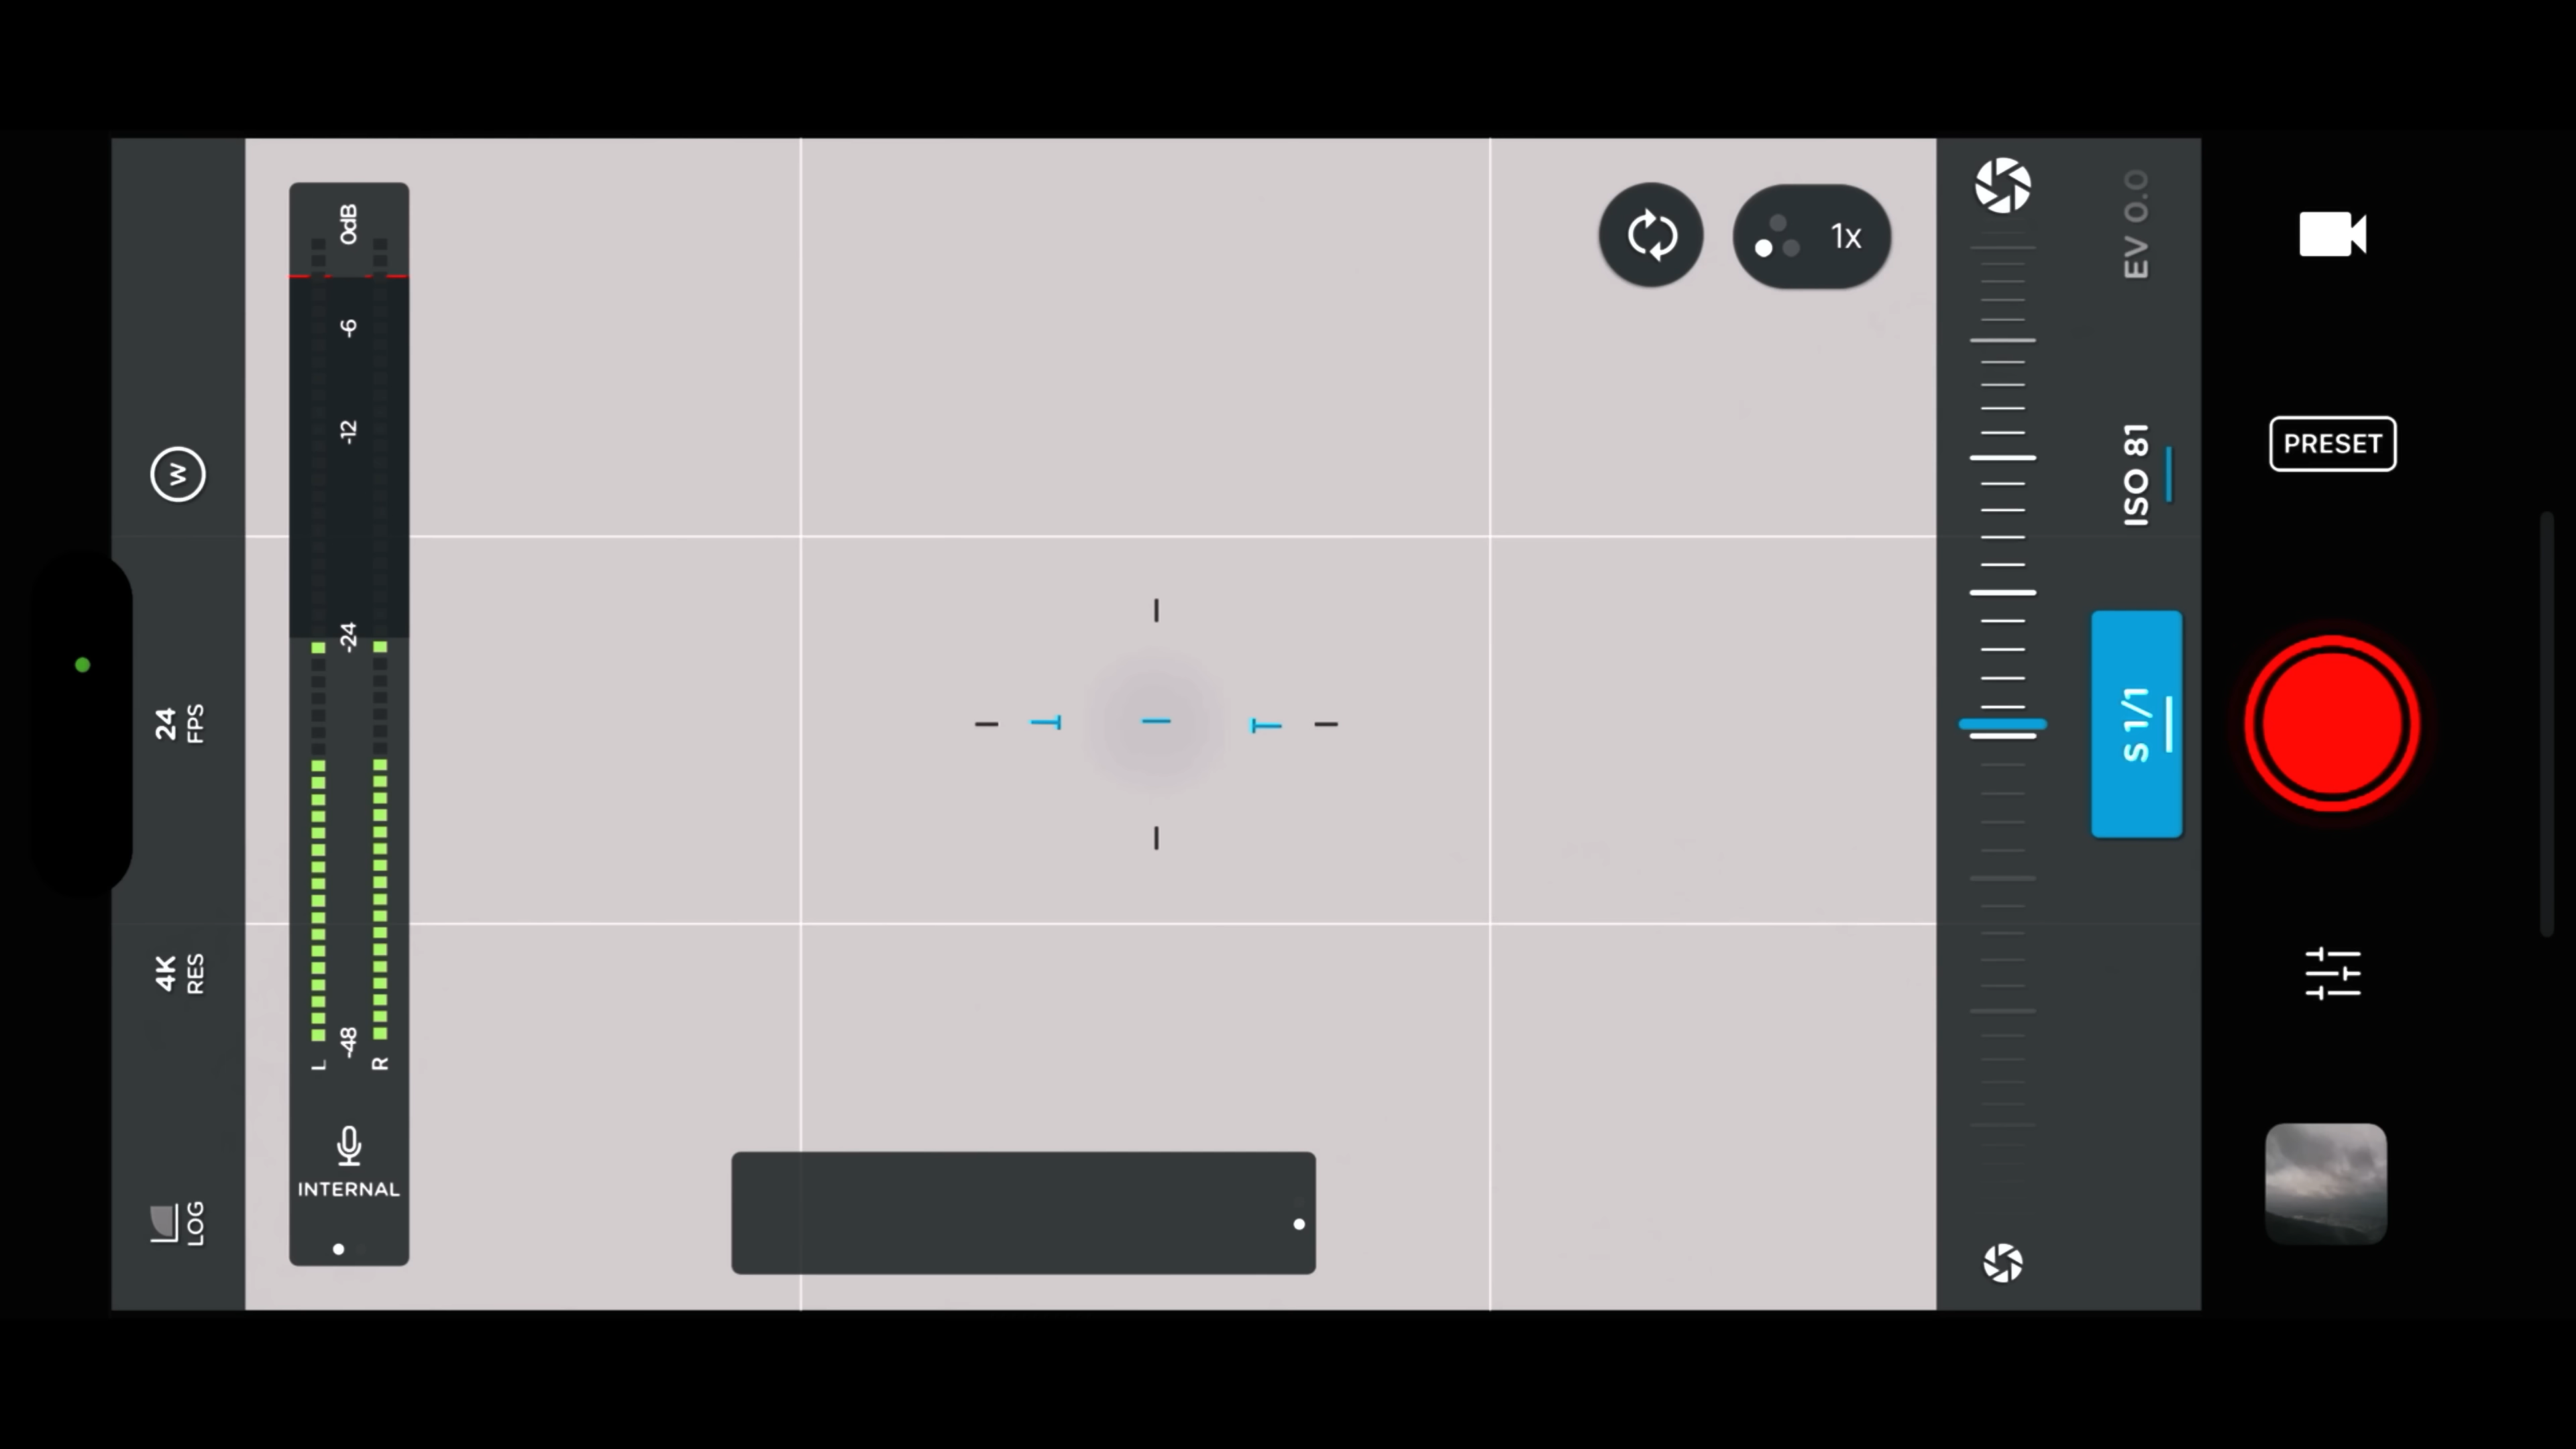 W
24
FPS
4K
RES
LOG
0dB
-6
-12
-24
-48
L
R
INTERNAL
1x
EV 0.0
ISO 81
S 1/1
PRESET